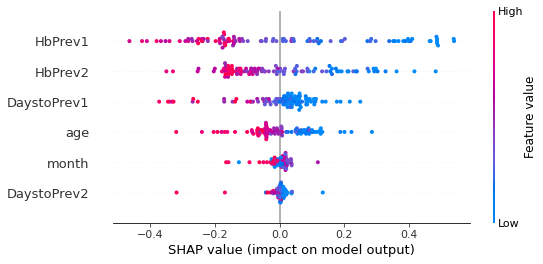 High
HbPrev1
HbPrev2
DaystoPrev1
age
month
DaystoPrev2
Feature value
Low
−0.4 −0.2 0.0 0.2 0.4
SHAP value (impact on model output)